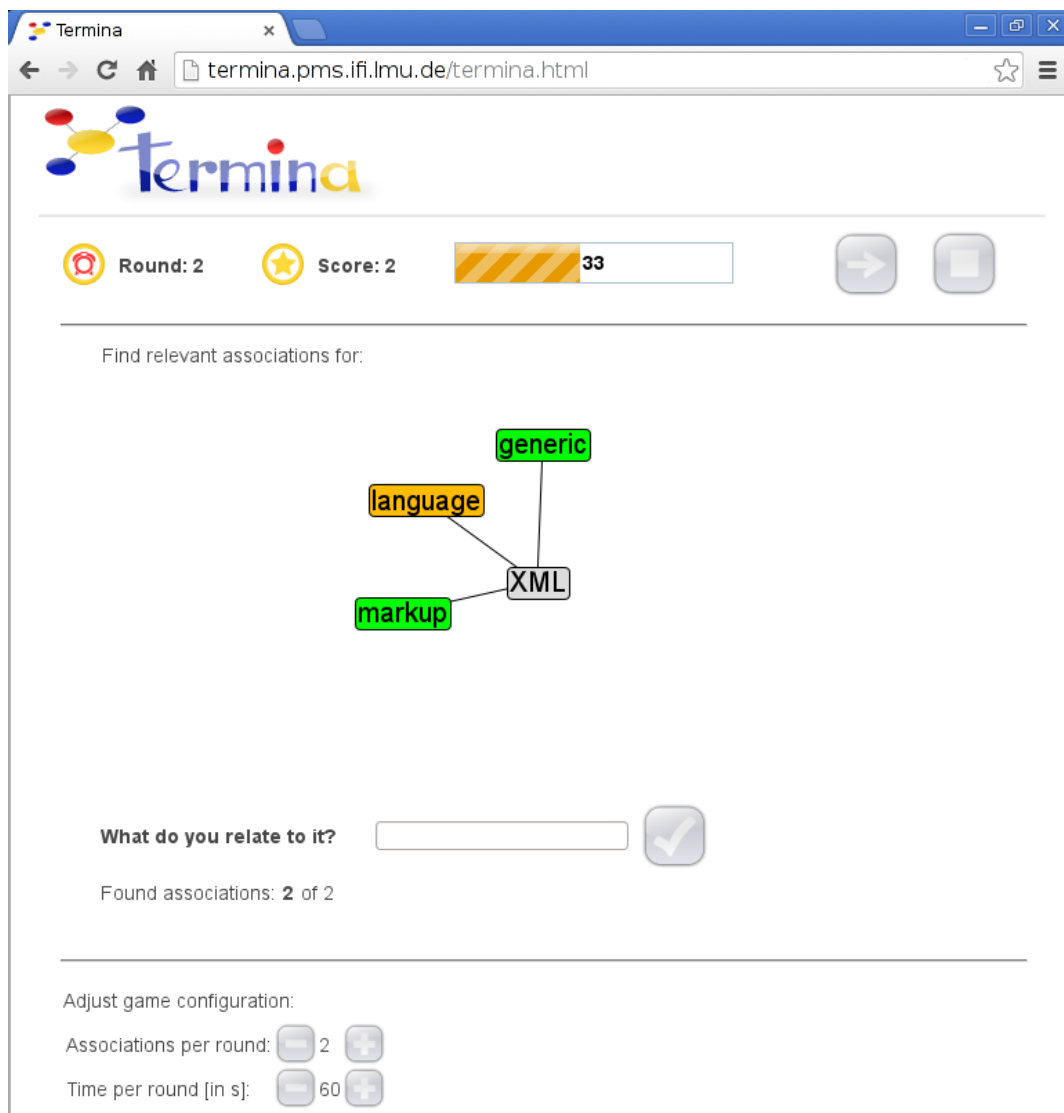 Termina
termina.pms.ifi.lmu.de/termina.html
termina
Round: 2 Score: 2 33
Find relevant associations for:
generic
language
XML
markup
What do you relate to it?
Found associations: 2 of 2
Adjust game configuration:
Associations per round: 2
Time per round [in s]: 60